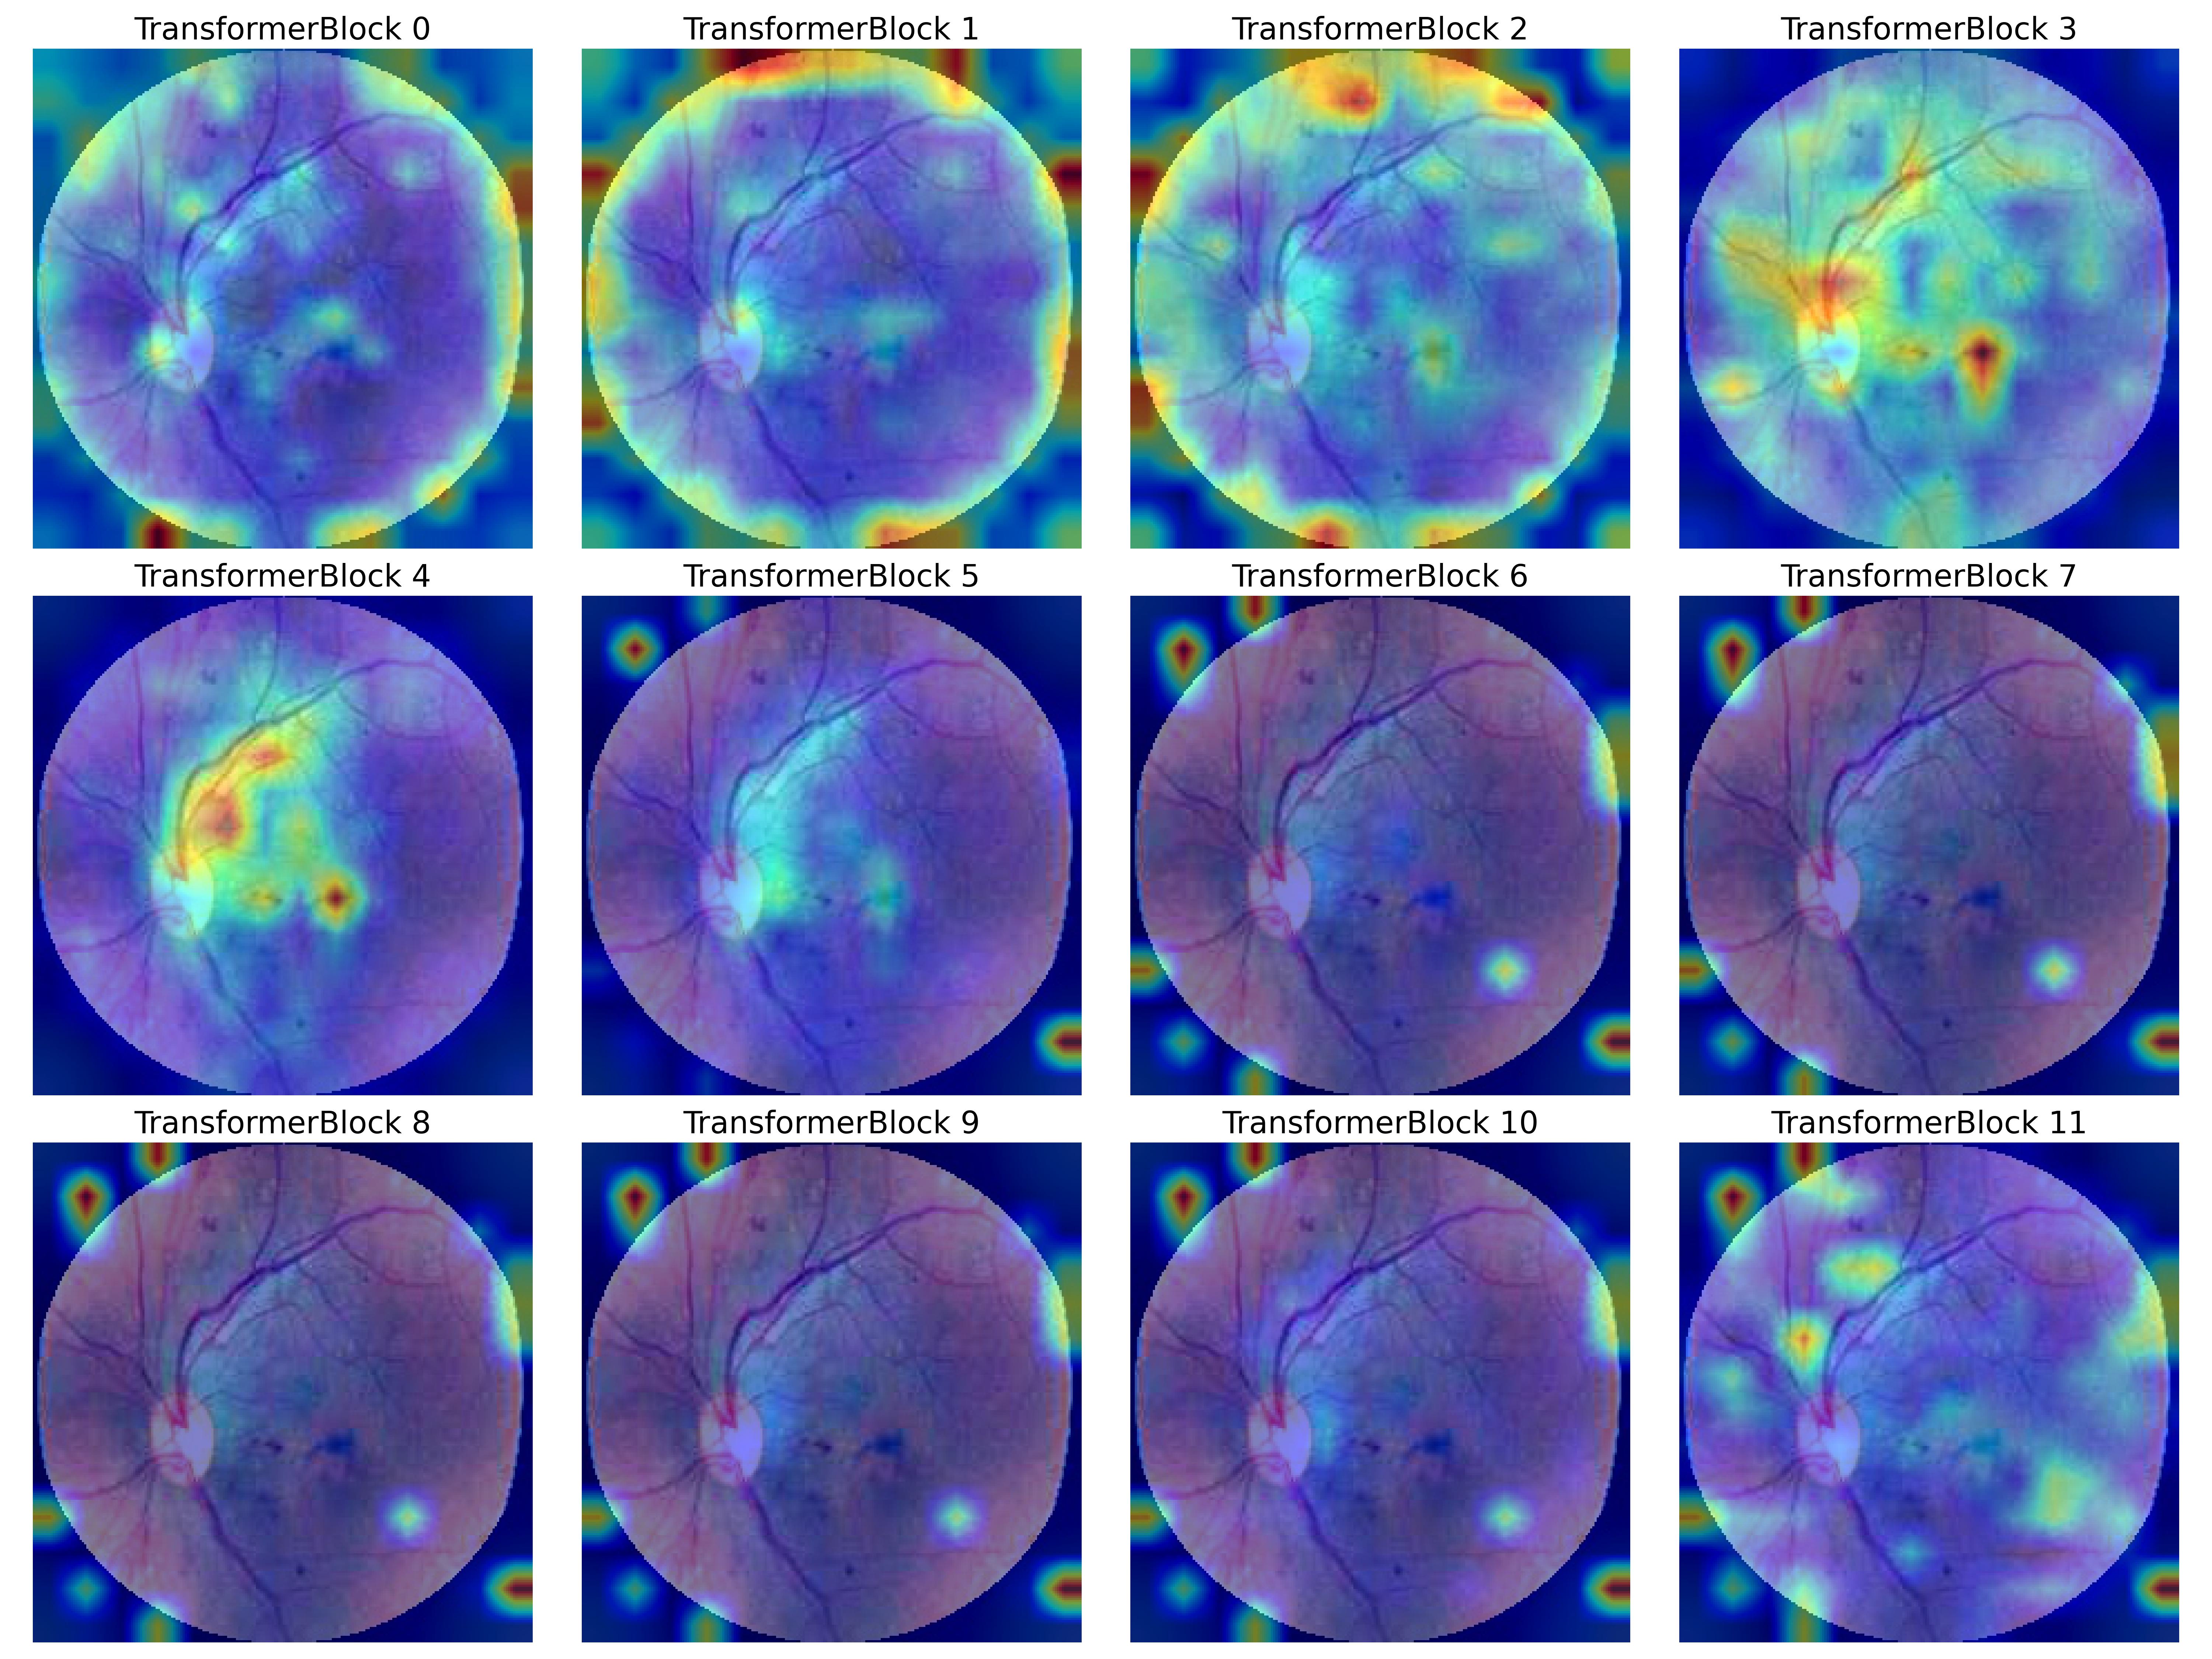 TransformerBlock 0
TransformerBlock 1
TransformerBlock 2
TransformerBlock 3
TransformerBlock 4
TransformerBlock 5
TransformerBlock 6
TransformerBlock 7
TransformerBlock 8
TransformerBlock 9
TransformerBlock 10
TransformerBlock 11